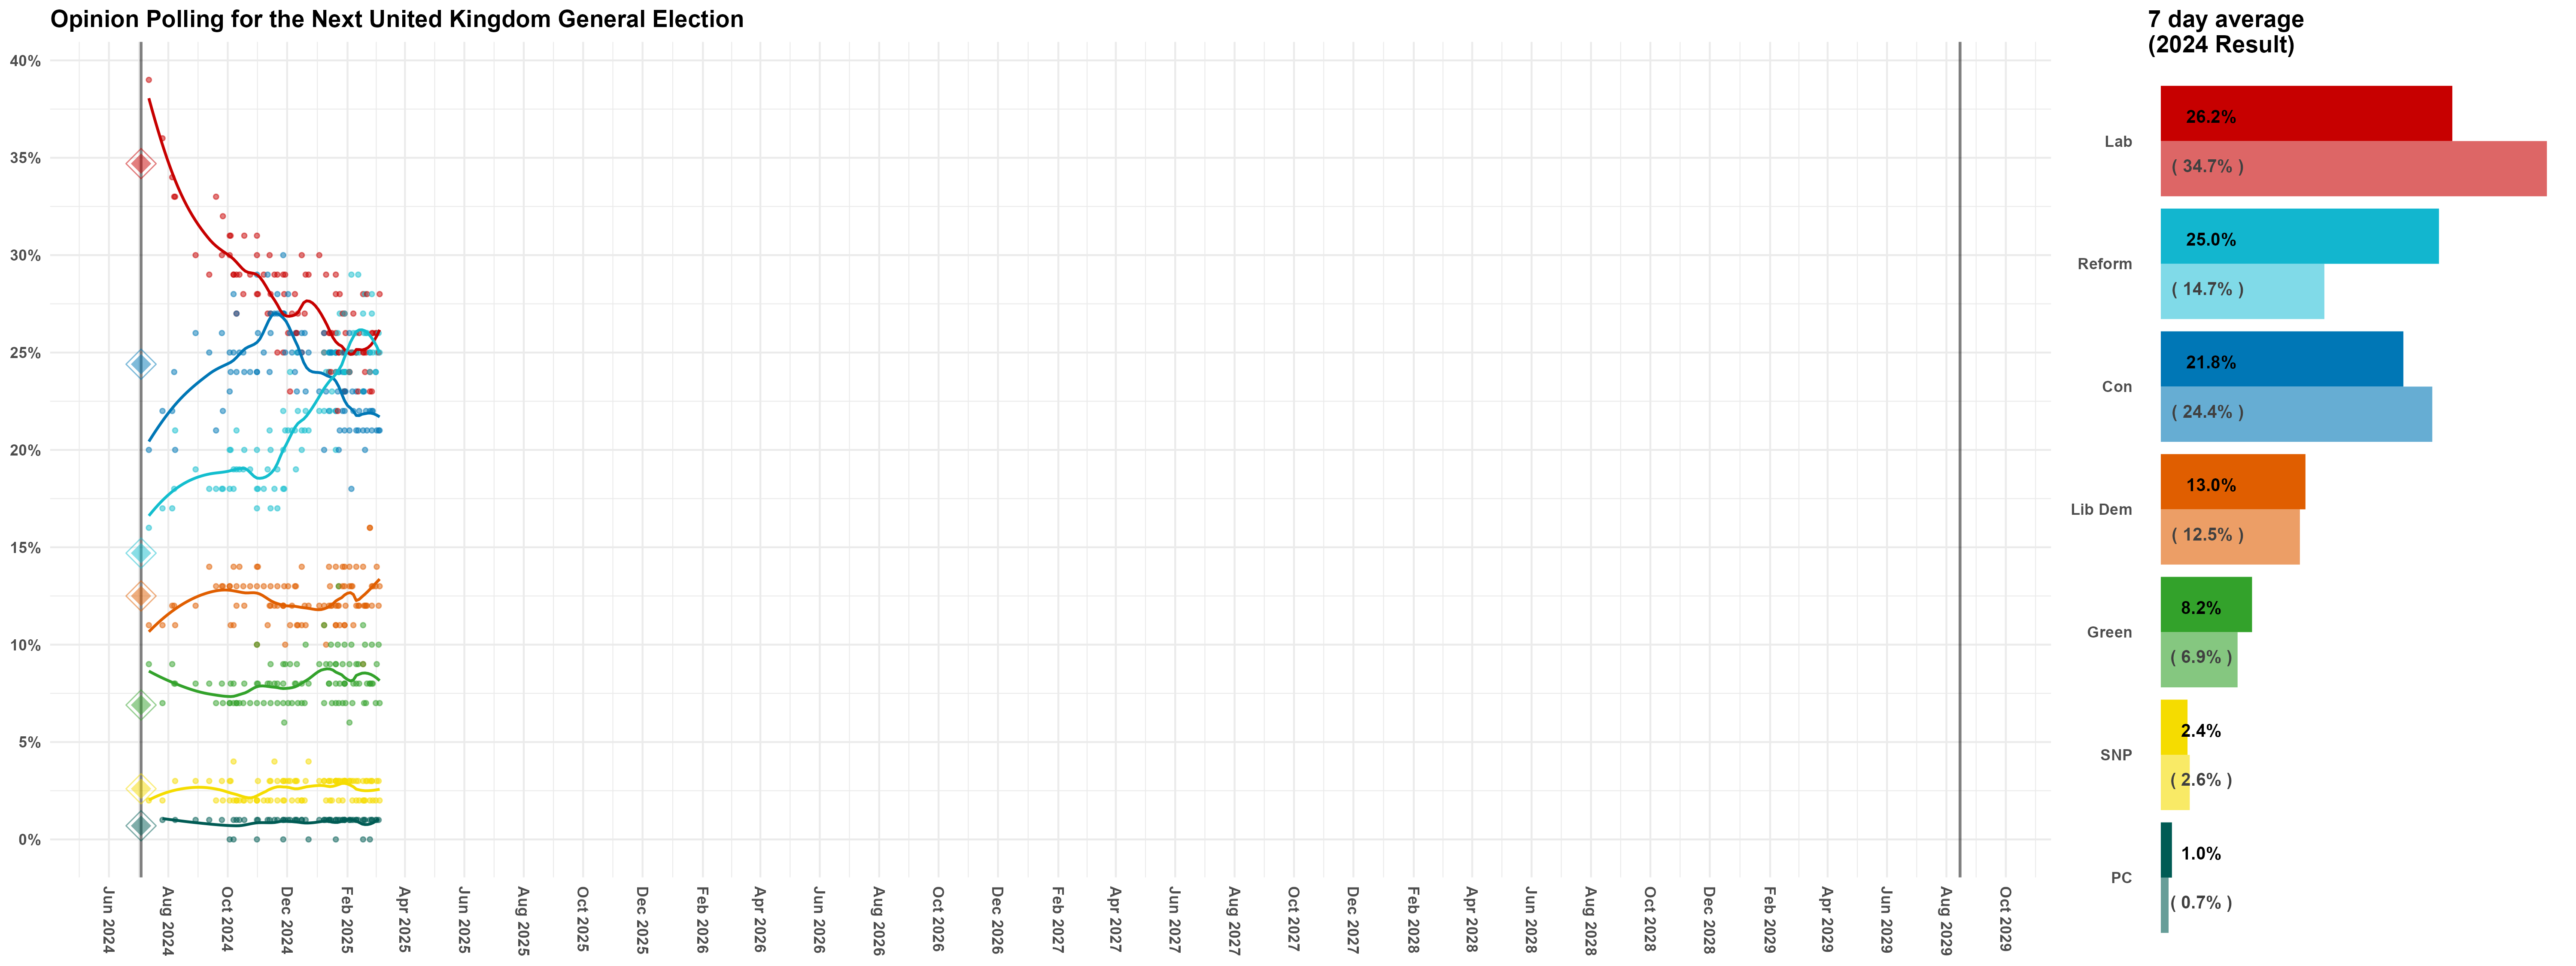 Opinion Polling for the Next United Kingdom General Election
40%
35%
30%
25%
20%
15%
10%
5%
0%
Jun 2024
Aug 2024
Oct 2024
Dec 2024
Feb 2025
Apr 2025
Jun 2025
Aug 2025
Oct 2025
Dec 2025
Feb 2026
Apr 2026
Jun 2026
Aug 2026
Oct 2026
Dec 2026
Feb 2027
Apr 2027
Jun 2027
Aug 2027
Oct 2027
Dec 2027
Feb 2028
Apr 2028
Jun 2028
Aug 2028
Oct 2028
Dec 2028
Feb 2029
Apr 2029
Jun 2029
Aug 2029
Oct 2029
7 day average
(2024 Result)
Lab
26.2%
( 34.7% )
Reform
25.0%
( 14.7% )
Con
21.8%
( 24.4% )
Lib Dem
13.0%
( 12.5% )
Green
8.2%
( 6.9% )
SNP
2.4%
( 2.6% )
PC
1.0%
( 0.7% )